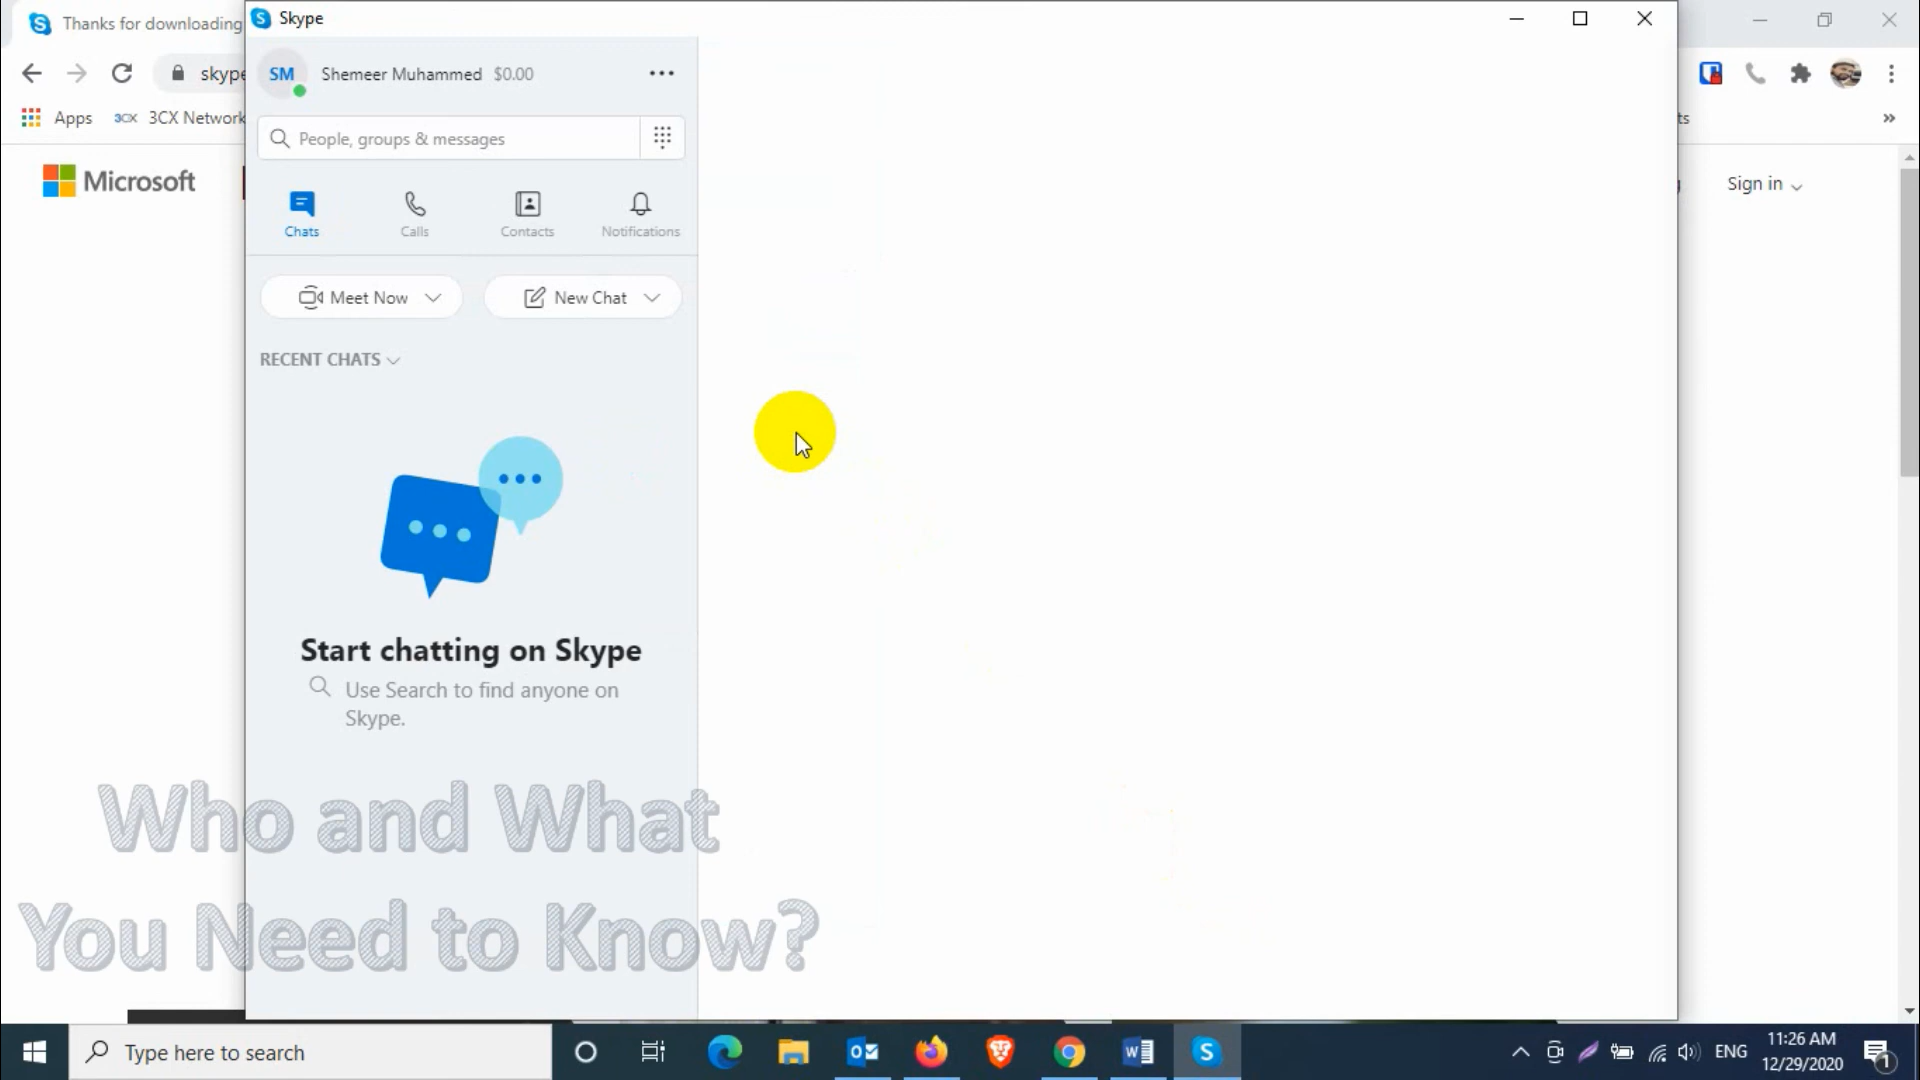 Thanks for downloading
Skype
skype
SM
Shemeer Muhammed $0.00
Apps
3CX
3CX Network
ts
People, groups & messages
Microsoft
Sign in
Chats
Calls
Contacts
Notifications
Meet Now
New Chat
RECENT CHATS
Start chatting on Skype
Use Search to find anyone on
Skype.
Who and What
You Need to Know?
Type here to search
ENG
11:26 AM
12/29/2020
1